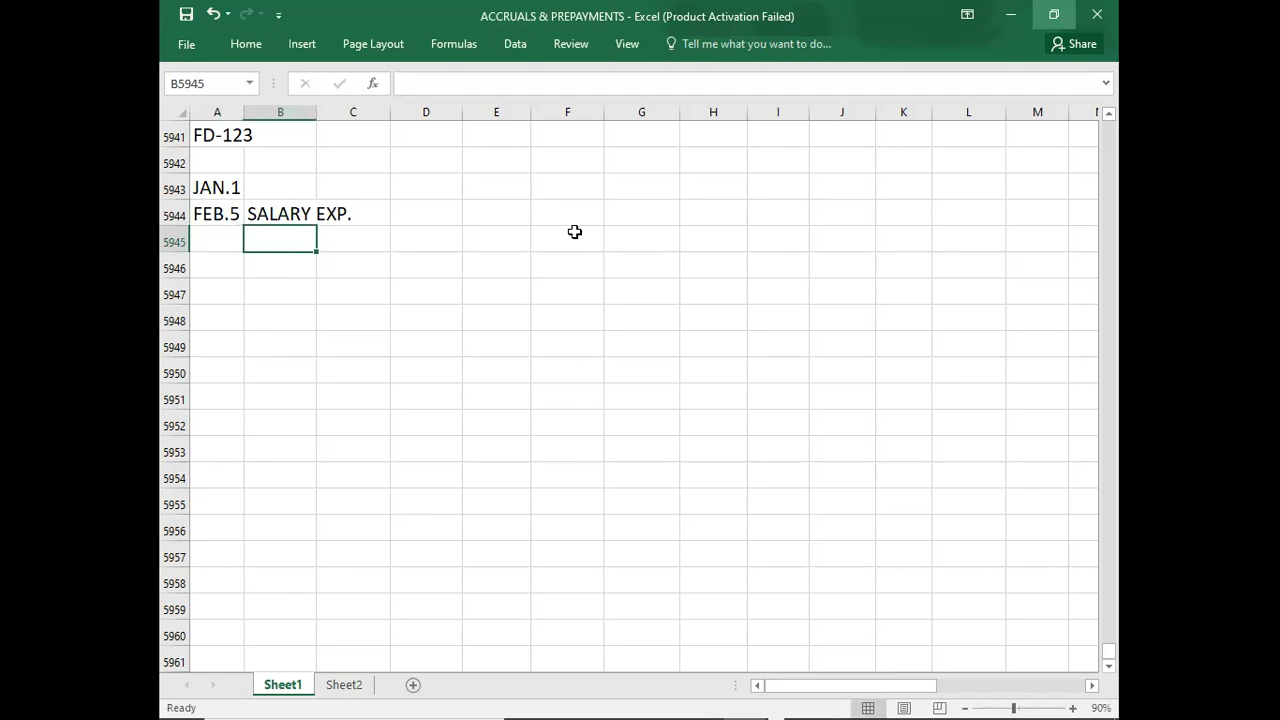 ACCRUALS & PREPAYMENTS - Excel (Product Activation Failed)
File Home Insert Page Layout Formulas Data Review View Tell me what you want to do... Share
B5945 fx
A B C D E F G H I J K L M
5941 FD-123
5942
5943 JAN.1
5944 FEB.5 SALARY EXP.
5945
5946
5947
5948
5949
5950
5951
5952
5953
5954
5955
5956
5957
5958
5959
5960
5961
Sheet1 Sheet2
Ready 90%